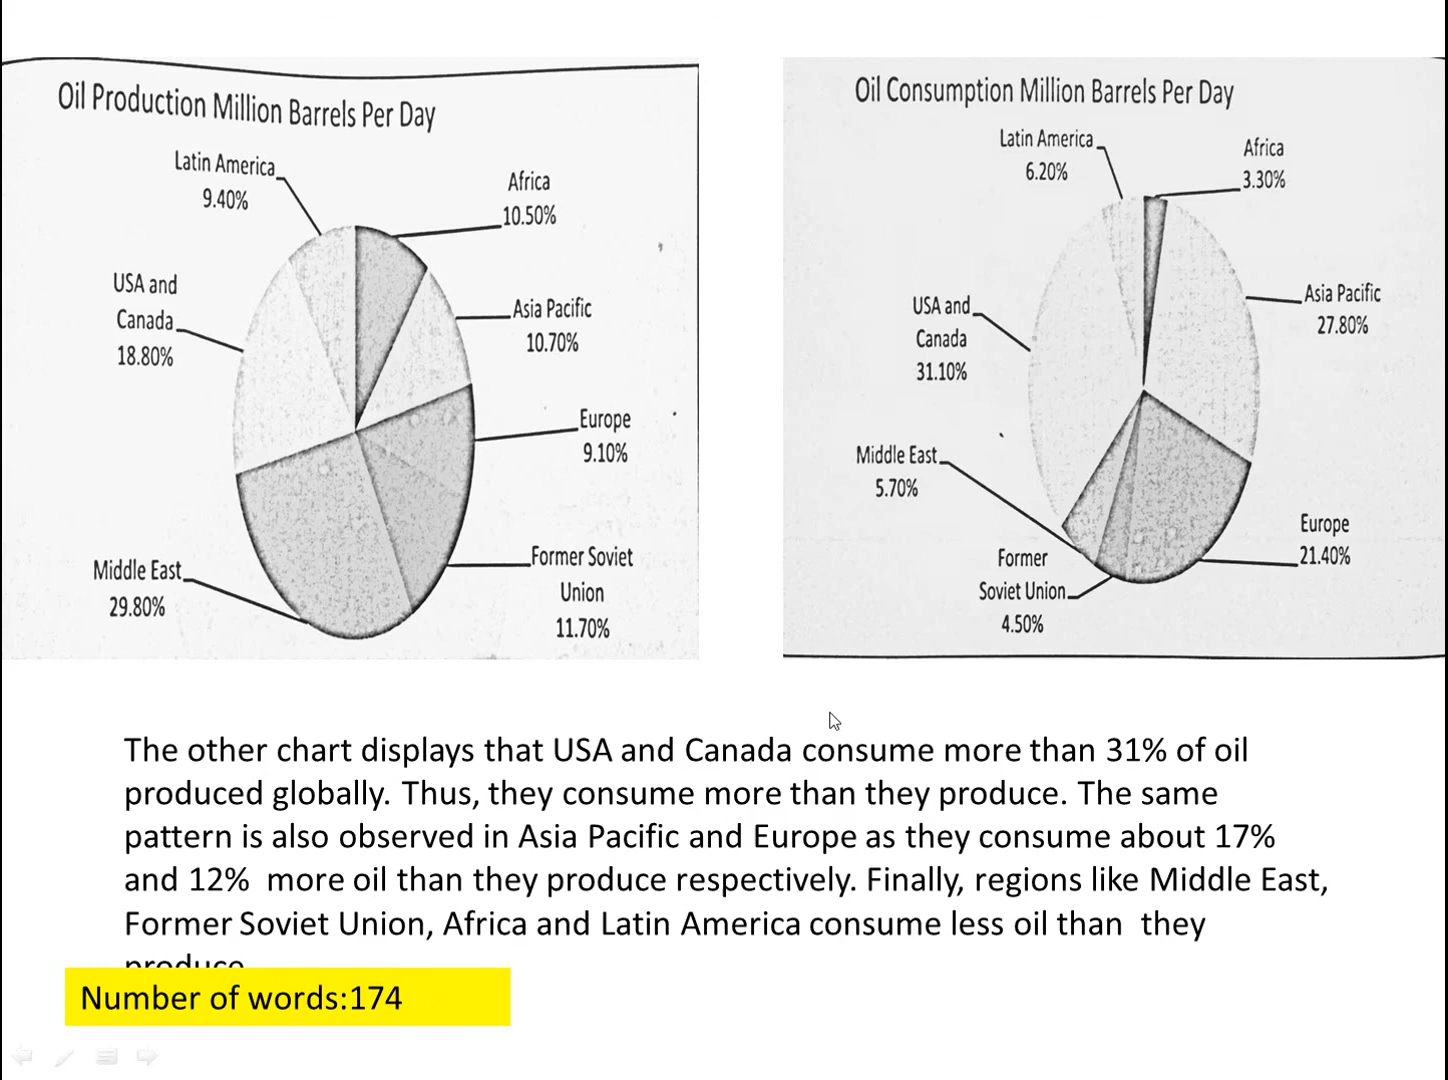 Oil Production Million Barrels Per Day
Latin America
9.40%
Africa
10.50%
USA and
Canada
18.80%
Asia Pacific
10.70%
Europe
9.10%
Middle East
29.80%
Former Soviet
Union
11.70%
Oil Consumption Million Barrels Per Day
Latin America
6.20%
Africa
3.30%
USA and
Canada
31.10%
Asia Pacific
27.80%
Middle East
5.70%
Europe
21.40%
Former
Soviet Union
4.50%
The other chart displays that USA and Canada consume more than 31% of oil
produced globally. Thus, they consume more than they produce. The same
pattern is also observed in Asia Pacific and Europe as they consume about 17%
and 12%  more oil than they produce respectively. Finally, regions like Middle East,
Former Soviet Union, Africa and Latin America consume less oil than  they
produce
Number of words:174